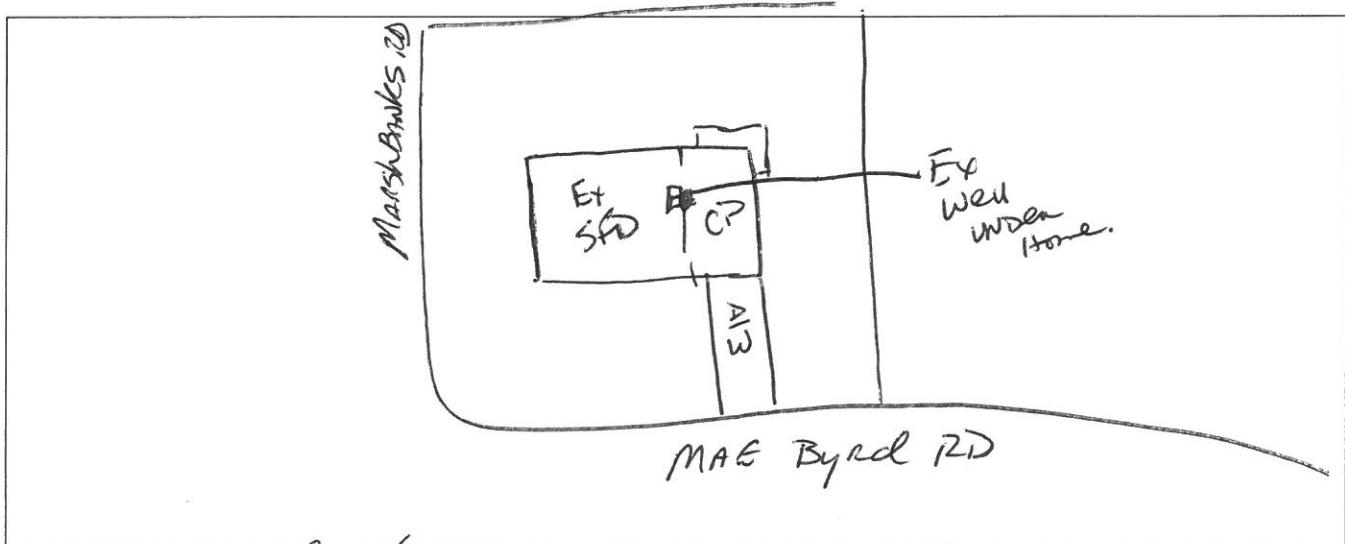 MARShBANKS RD
Ex
SFD
CP
Ex
Well
UNDER
Home.
D/W
MAE Byrd RD